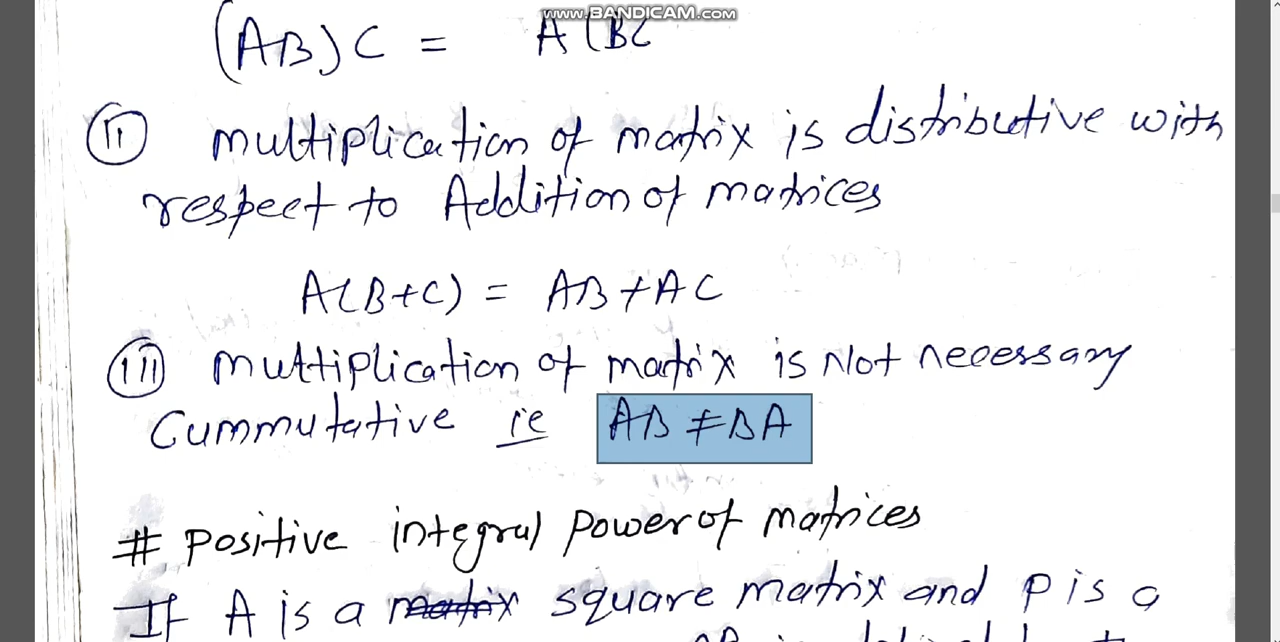 www.BANDICAM.com
(AB)C = A(BC
(ii) multiplication of matrix is distributive with
respect to Addition of matrices
A(B+C) = AB+AC
(iii) multiplication of matrix is Not necessary
Cummutative ie AB ≠ BA
# positive integral power of matrices
If A is a matrix square matrix and P is a